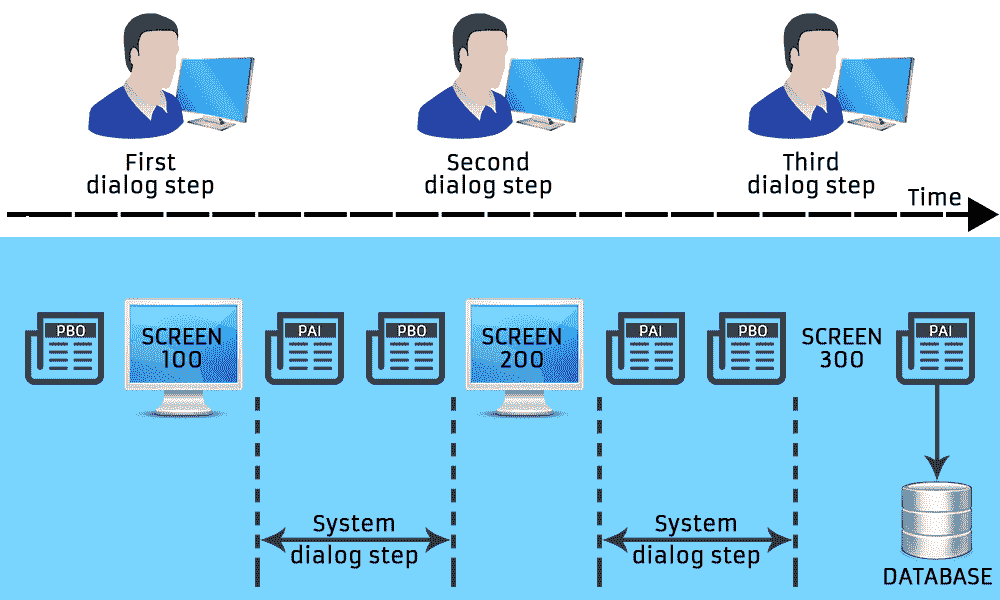 First
dialog step
Second
dialog step
Third
dialog step
Time
PBO
SCREEN
100
PAI
PBO
SCREEN
200
PAI
PBO
SCREEN
300
PAI
System
dialog step
System
dialog step
DATABASE